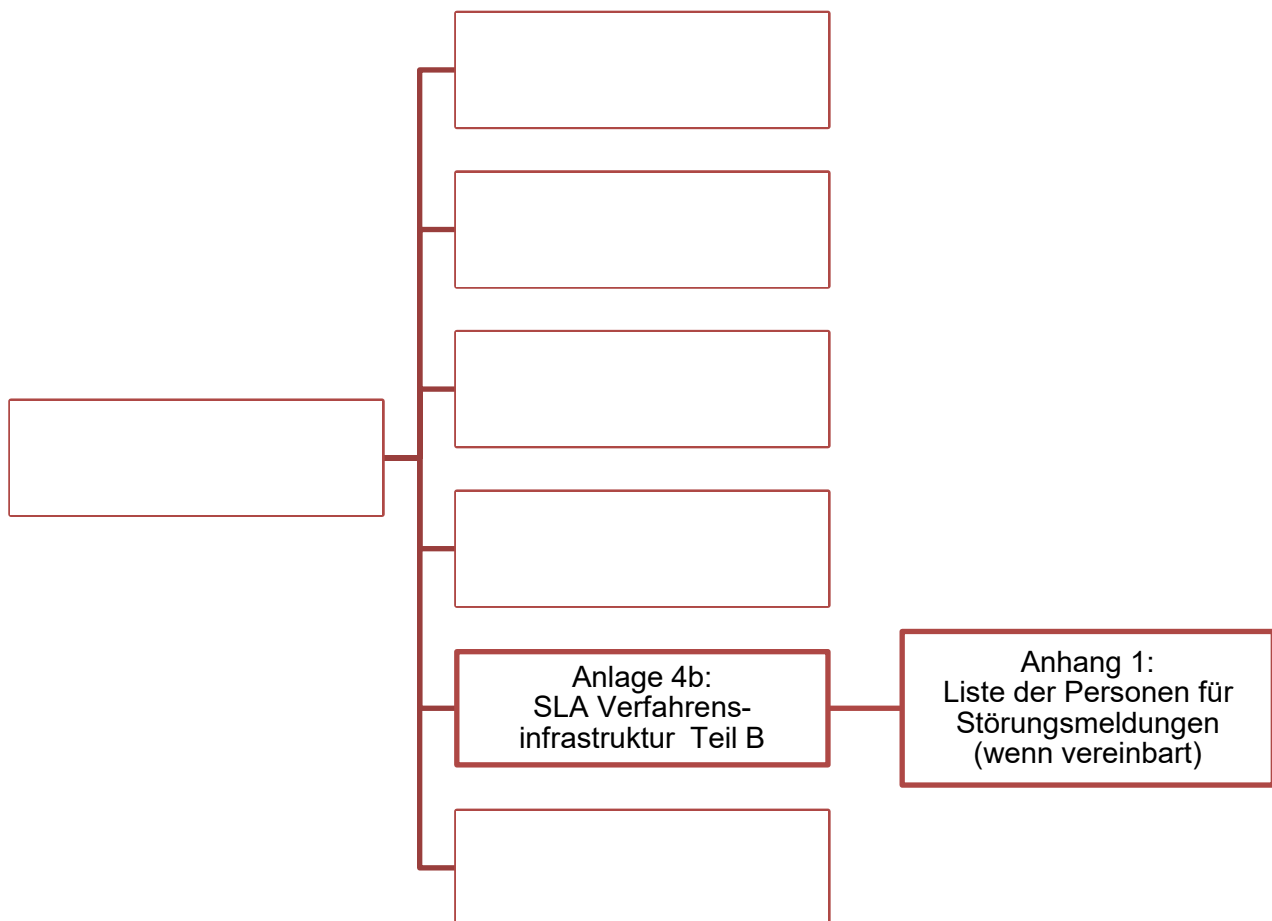 Anlage 4b:
SLA Verfahrens-
infrastruktur  Teil B
Anhang 1:
Liste der Personen für
Störungsmeldungen
(wenn vereinbart)